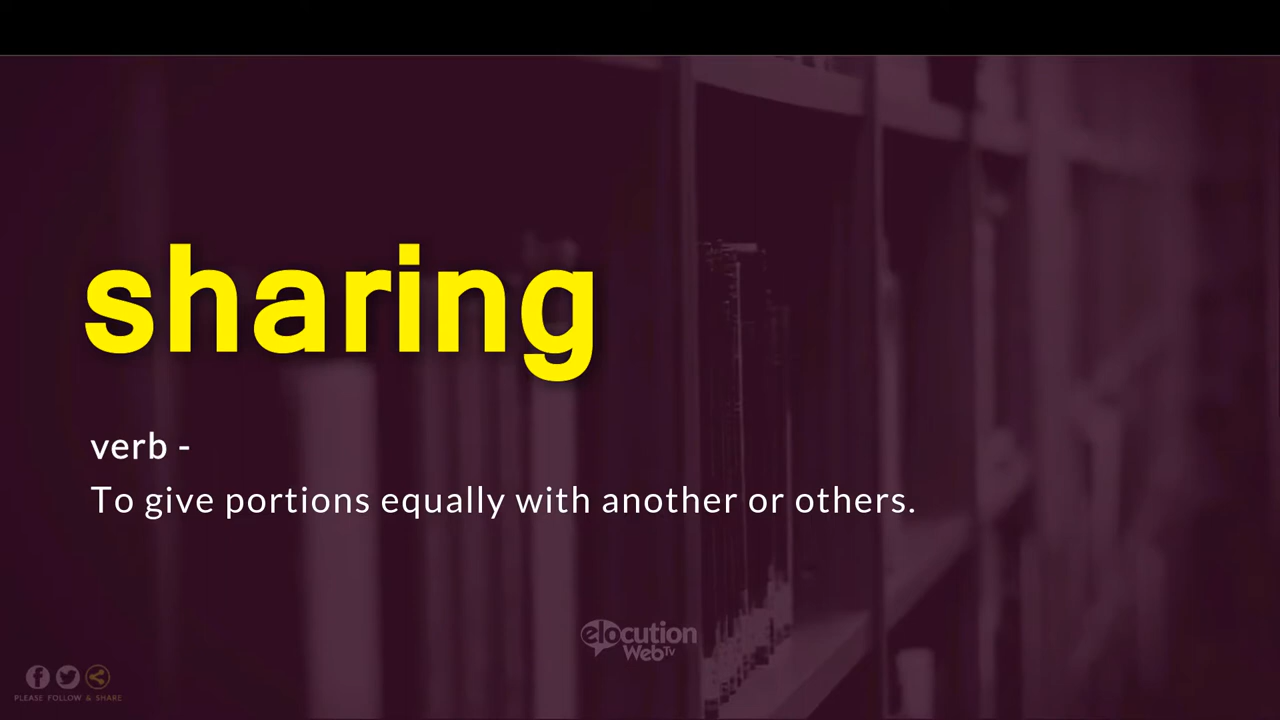 sharing
verb -
To give portions equally with another or others.
elocution
WebTv
PLEASE FOLLOW & SHARE